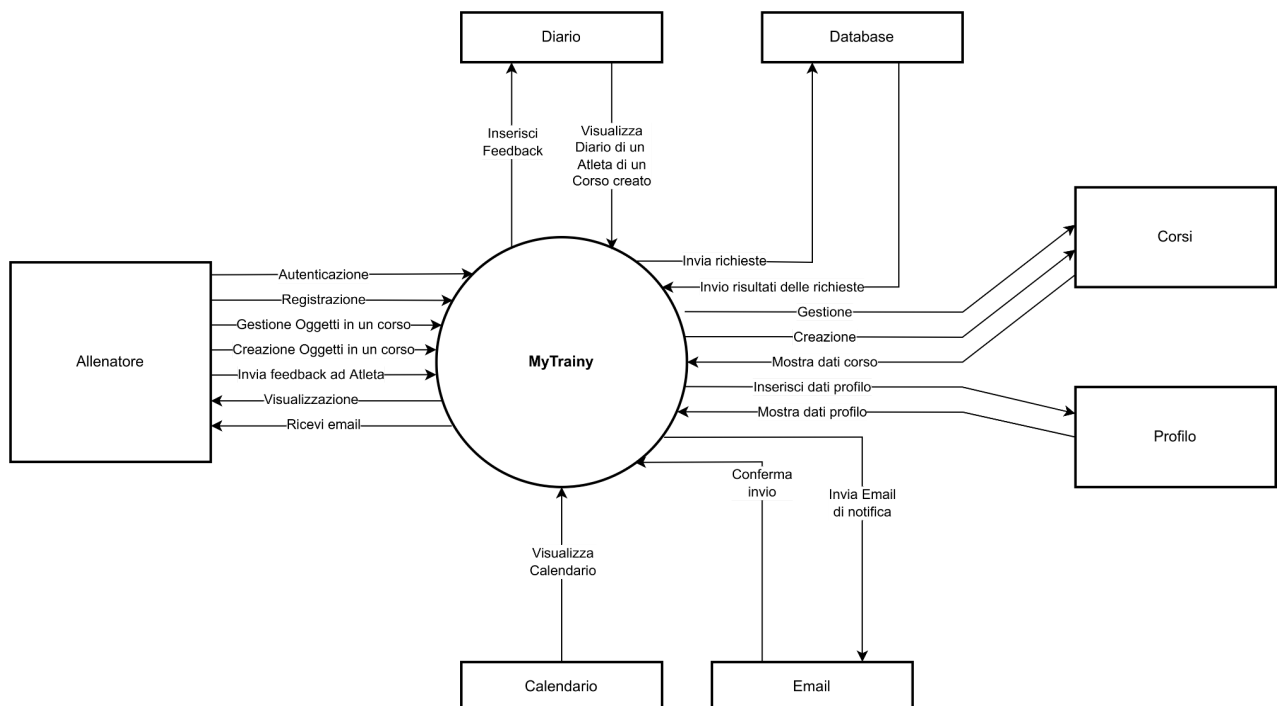 Diario
Database
Inserisci
Feedback
Visualizza
Diario di un
Atleta di un
Corso creato
Corsi
Invia richieste
Invio risultati delle richieste
Gestione
Creazione
Mostra dati corso
Inserisci dati profilo
Mostra dati profilo
Profilo
Allenatore
Autenticazione
Registrazione
Gestione Oggetti in un corso
Creazione Oggetti in un corso
Invia feedback ad Atleta
Visualizzazione
Ricevi email
MyTrainy
Conferma
invio
Invia Email
di notifica
Visualizza
Calendario
Calendario
Email